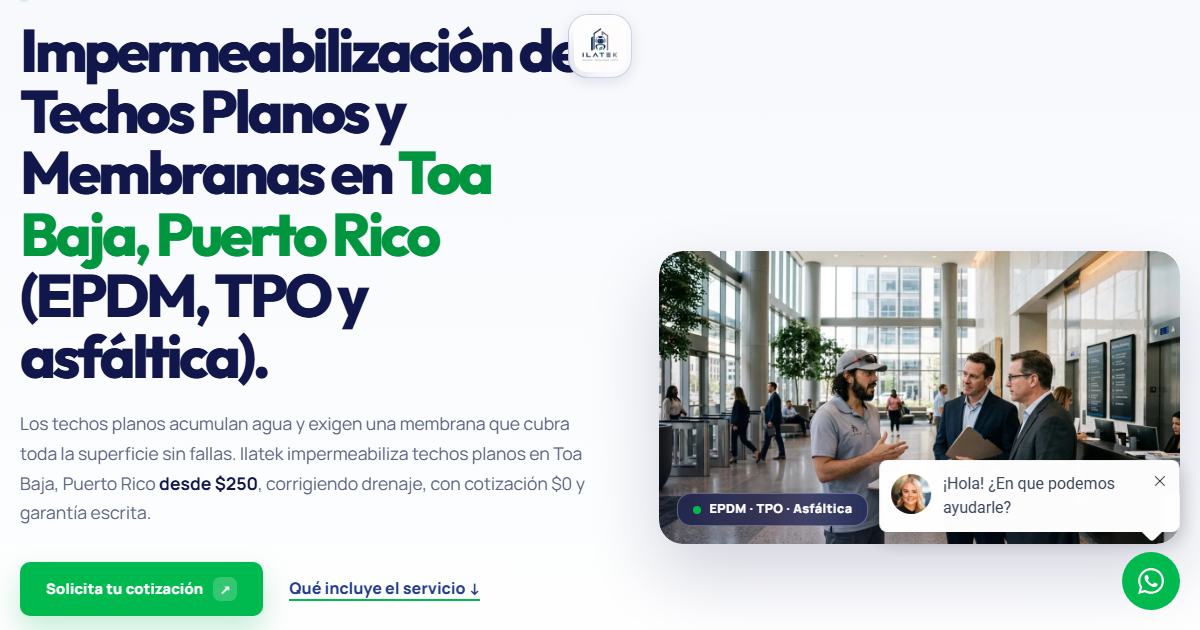 Impermeabilización de
ILATEK
Techos Planos y
Membranas en Toa
Baja, Puerto Rico
(EPDM, TPO y
asfáltica).
Los techos planos acumulan agua y exigen una membrana que cubra
toda la superficie sin fallas. Ilatek impermeabiliza techos planos en Toa
Baja, Puerto Rico desde $250, corrigiendo drenaje, con cotización $0 y
garantía escrita.
Solicita tu cotización ↗
Qué incluye el servicio ↓
EPDM · TPO · Asfáltica
¡Hola! ¿En que podemos
ayudarle?